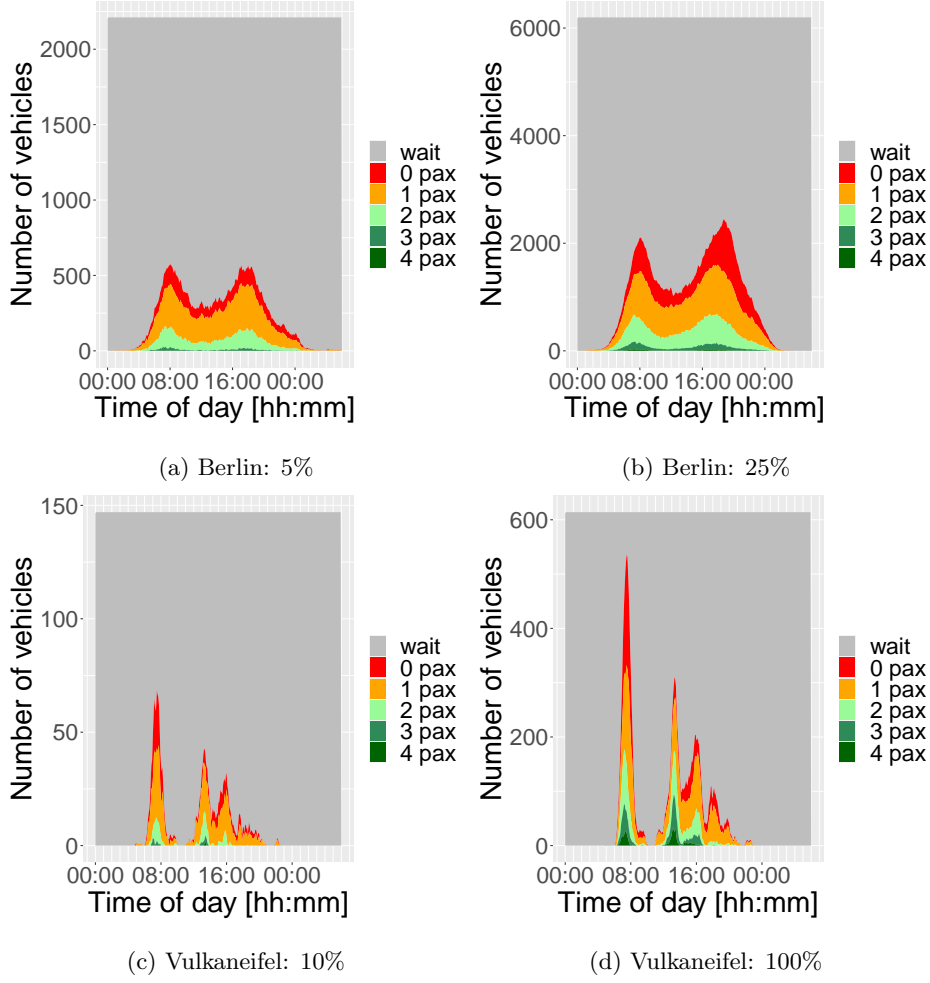 2000
1500
1000
500
0
Number of vehicles
00:00 08:00 16:00 00:00
Time of day [hh:mm]
wait
0 pax
1 pax
2 pax
3 pax
4 pax
(a) Berlin: 5%
6000
4000
2000
0
Number of vehicles
00:00 08:00 16:00 00:00
Time of day [hh:mm]
wait
0 pax
1 pax
2 pax
3 pax
4 pax
(b) Berlin: 25%
150
100
50
0
Number of vehicles
00:00 08:00 16:00 00:00
Time of day [hh:mm]
wait
0 pax
1 pax
2 pax
3 pax
4 pax
(c) Vulkaneifel: 10%
600
400
200
0
Number of vehicles
00:00 08:00 16:00 00:00
Time of day [hh:mm]
wait
0 pax
1 pax
2 pax
3 pax
4 pax
(d) Vulkaneifel: 100%